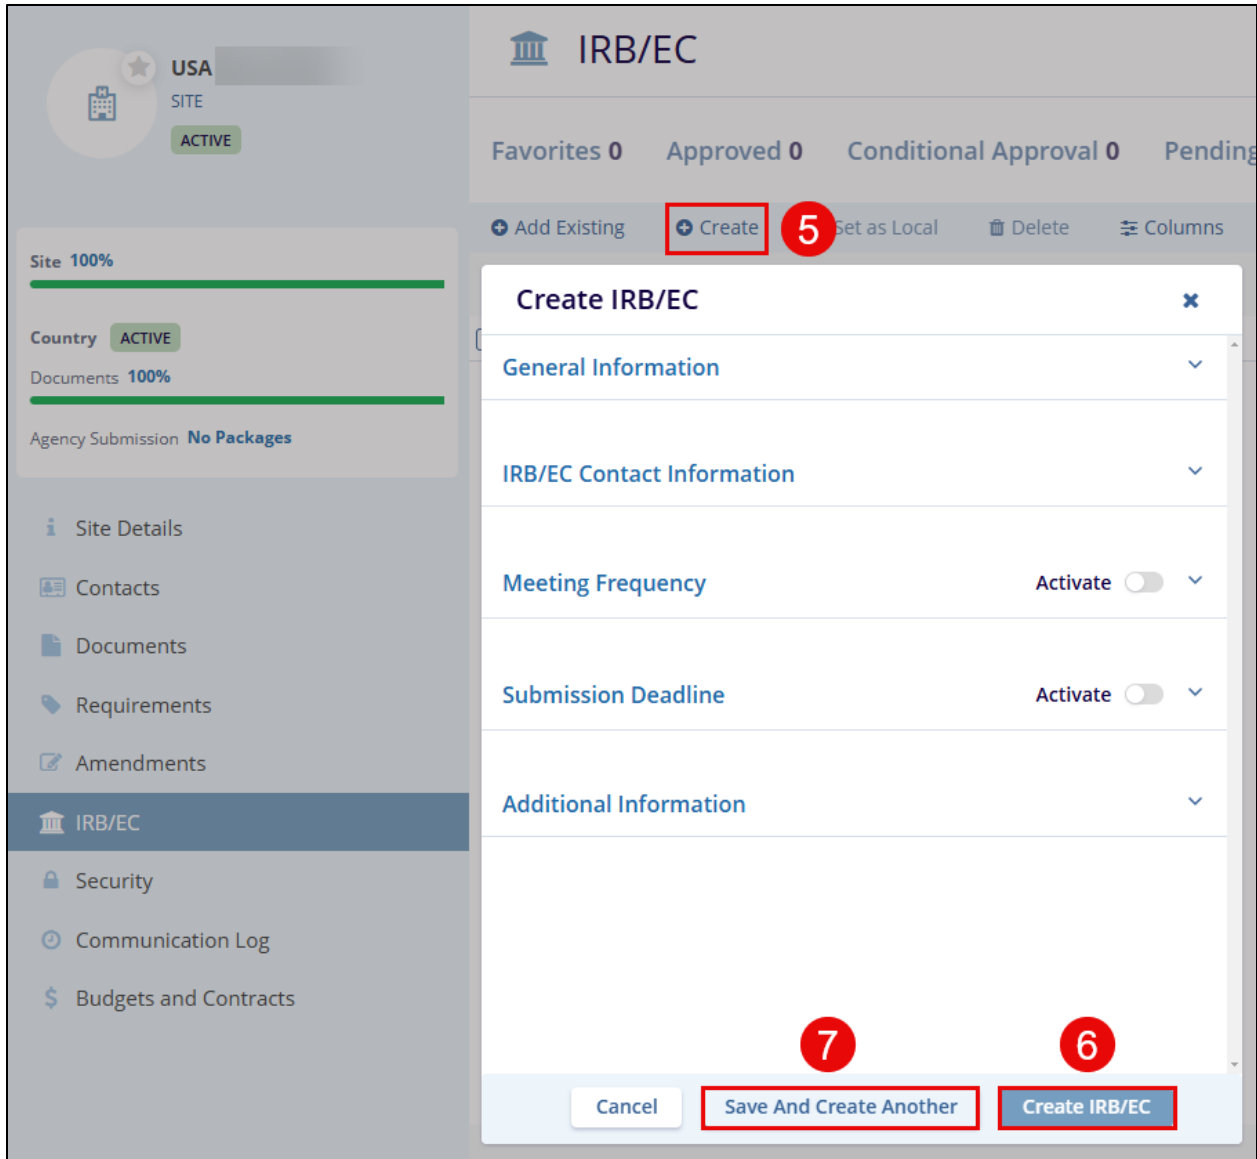 USA
SITE
ACTIVE
Site 100%
Country ACTIVE
Documents 100%
Agency Submission No Packages
Site Details
Contacts
Documents
Requirements
Amendments
IRB/EC
Security
Communication Log
Budgets and Contracts
IRB/EC
Favorites 0 Approved 0 Conditional Approval 0 Pending
Add Existing Create 5 Set as Local Delete Columns
Create IRB/EC
General Information
IRB/EC Contact Information
Meeting Frequency Activate
Submission Deadline Activate
Additional Information
7 6
Cancel Save And Create Another Create IRB/EC